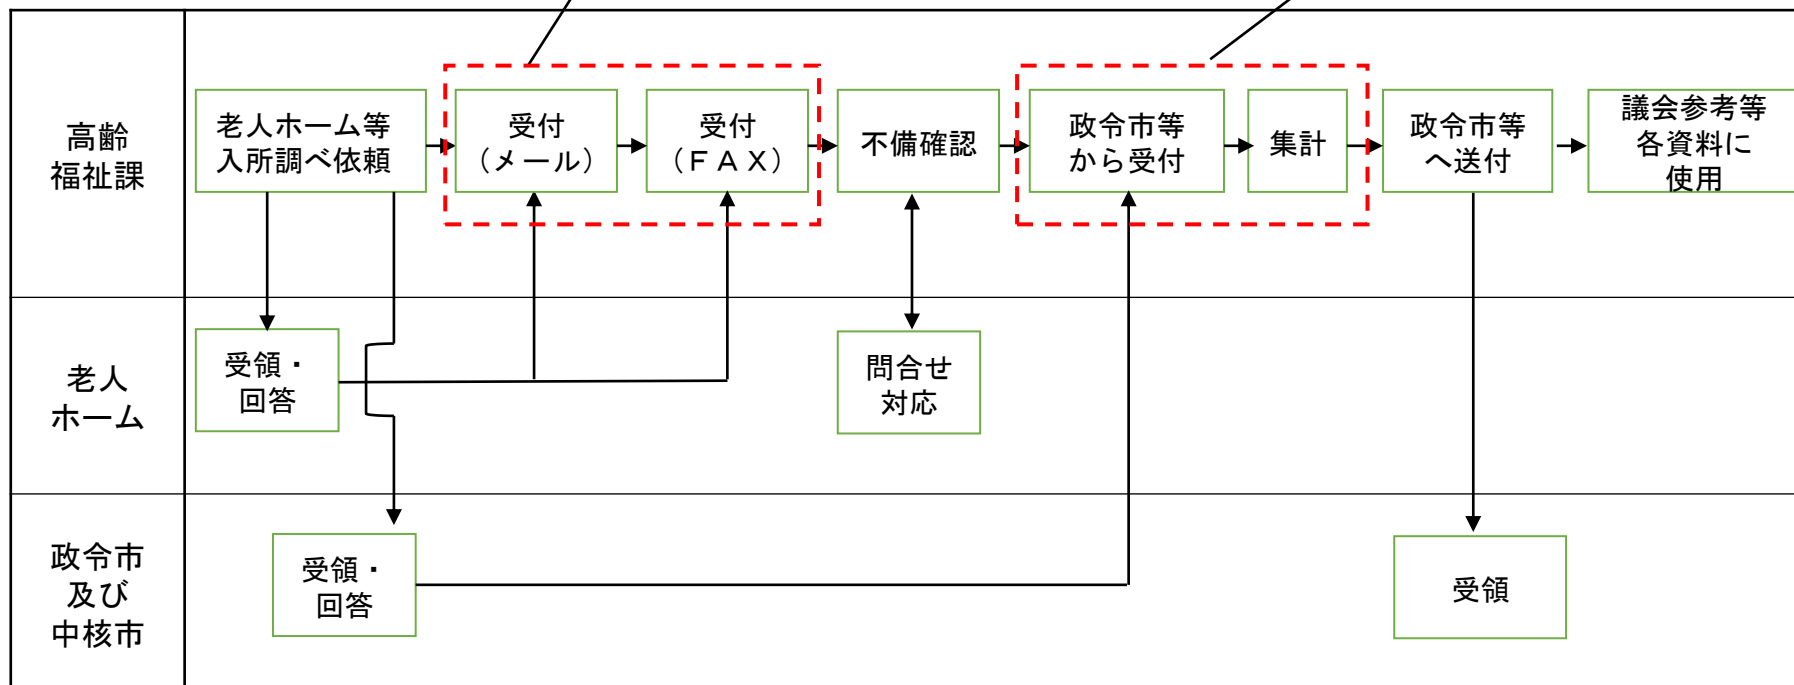 高齢
福祉課
老人ホーム等
入所調べ依頼
受付
（メール）
受付
（ＦＡＸ）
不備確認
政令市等
から受付
集計
政令市等
へ送付
議会参考等
各資料に
使用
老人
ホーム
受領・
回答
問合せ
対応
政令市
及び
中核市
受領・
回答
受領